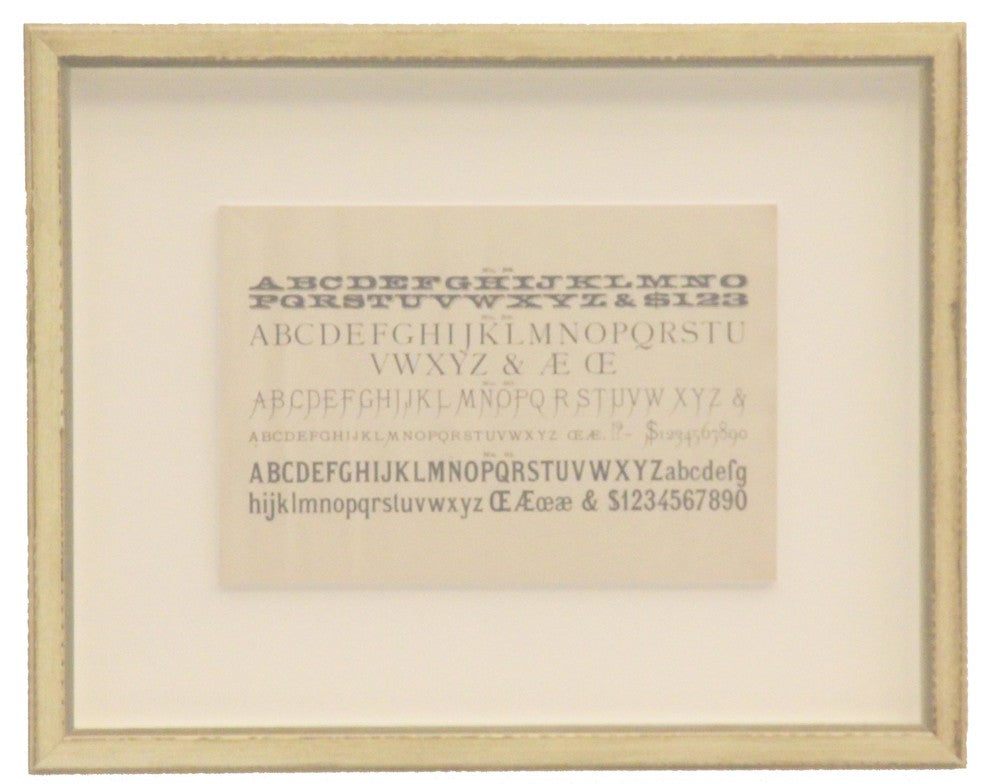 ABCDEFGHIJKLMNO
PQRSTUVWXYZ&$123
ABCDEFGHIJKLMNOPQRSTU
VWXYZ & Æ Œ
ABCDEFGHIJKLMNOPQRSTUVWXYZ &
ABCDEFGHIJKLMNOPQRSTUVWXYZ ŒÆ. !?- $1234567890
ABCDEFGHIJKLMNOPQRSTUVWXYZabcdefg
hijklmnopqrstuvwxyz ŒÆœæ & $1234567890